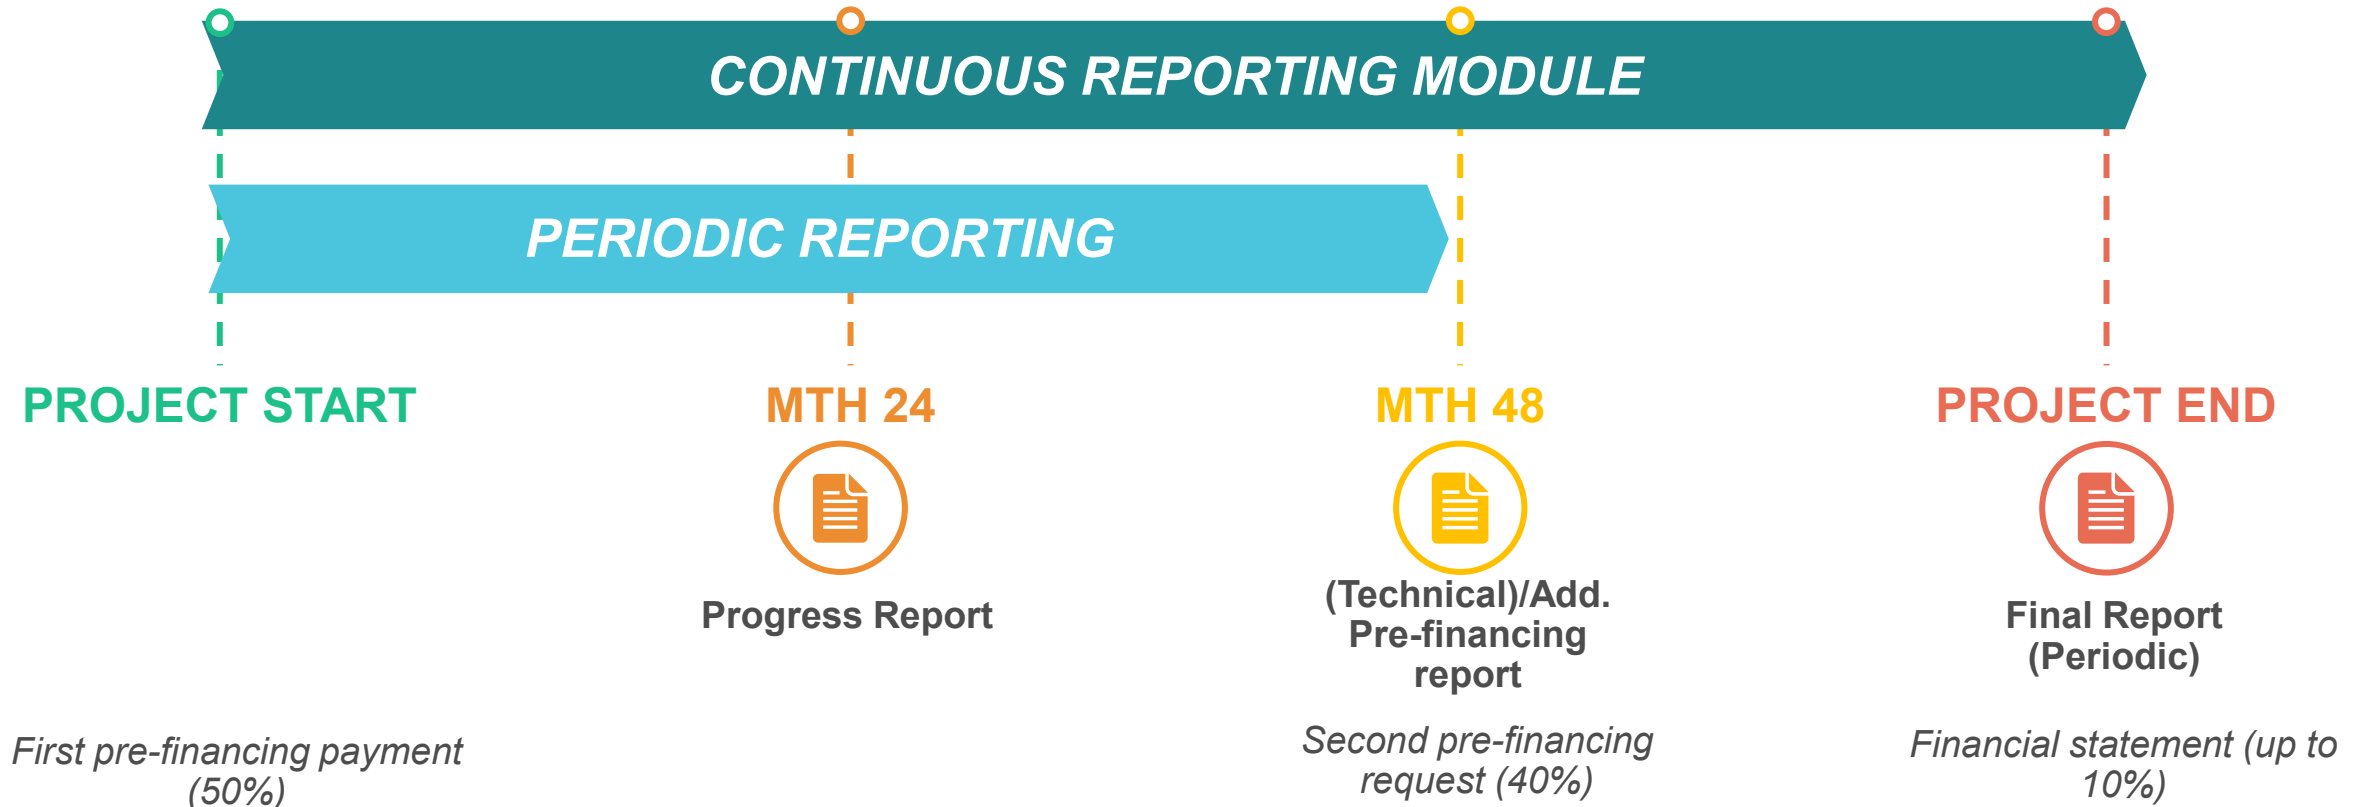 CONTINUOUS REPORTING MODULE
PERIODIC REPORTING
PROJECT START
MTH 24
MTH 48
PROJECT END
Progress Report
(Technical)/Add.
Pre-financing
report
Final Report
(Periodic)
First pre-financing payment
(50%)
Second pre-financing
request (40%)
Financial statement (up to
10%)